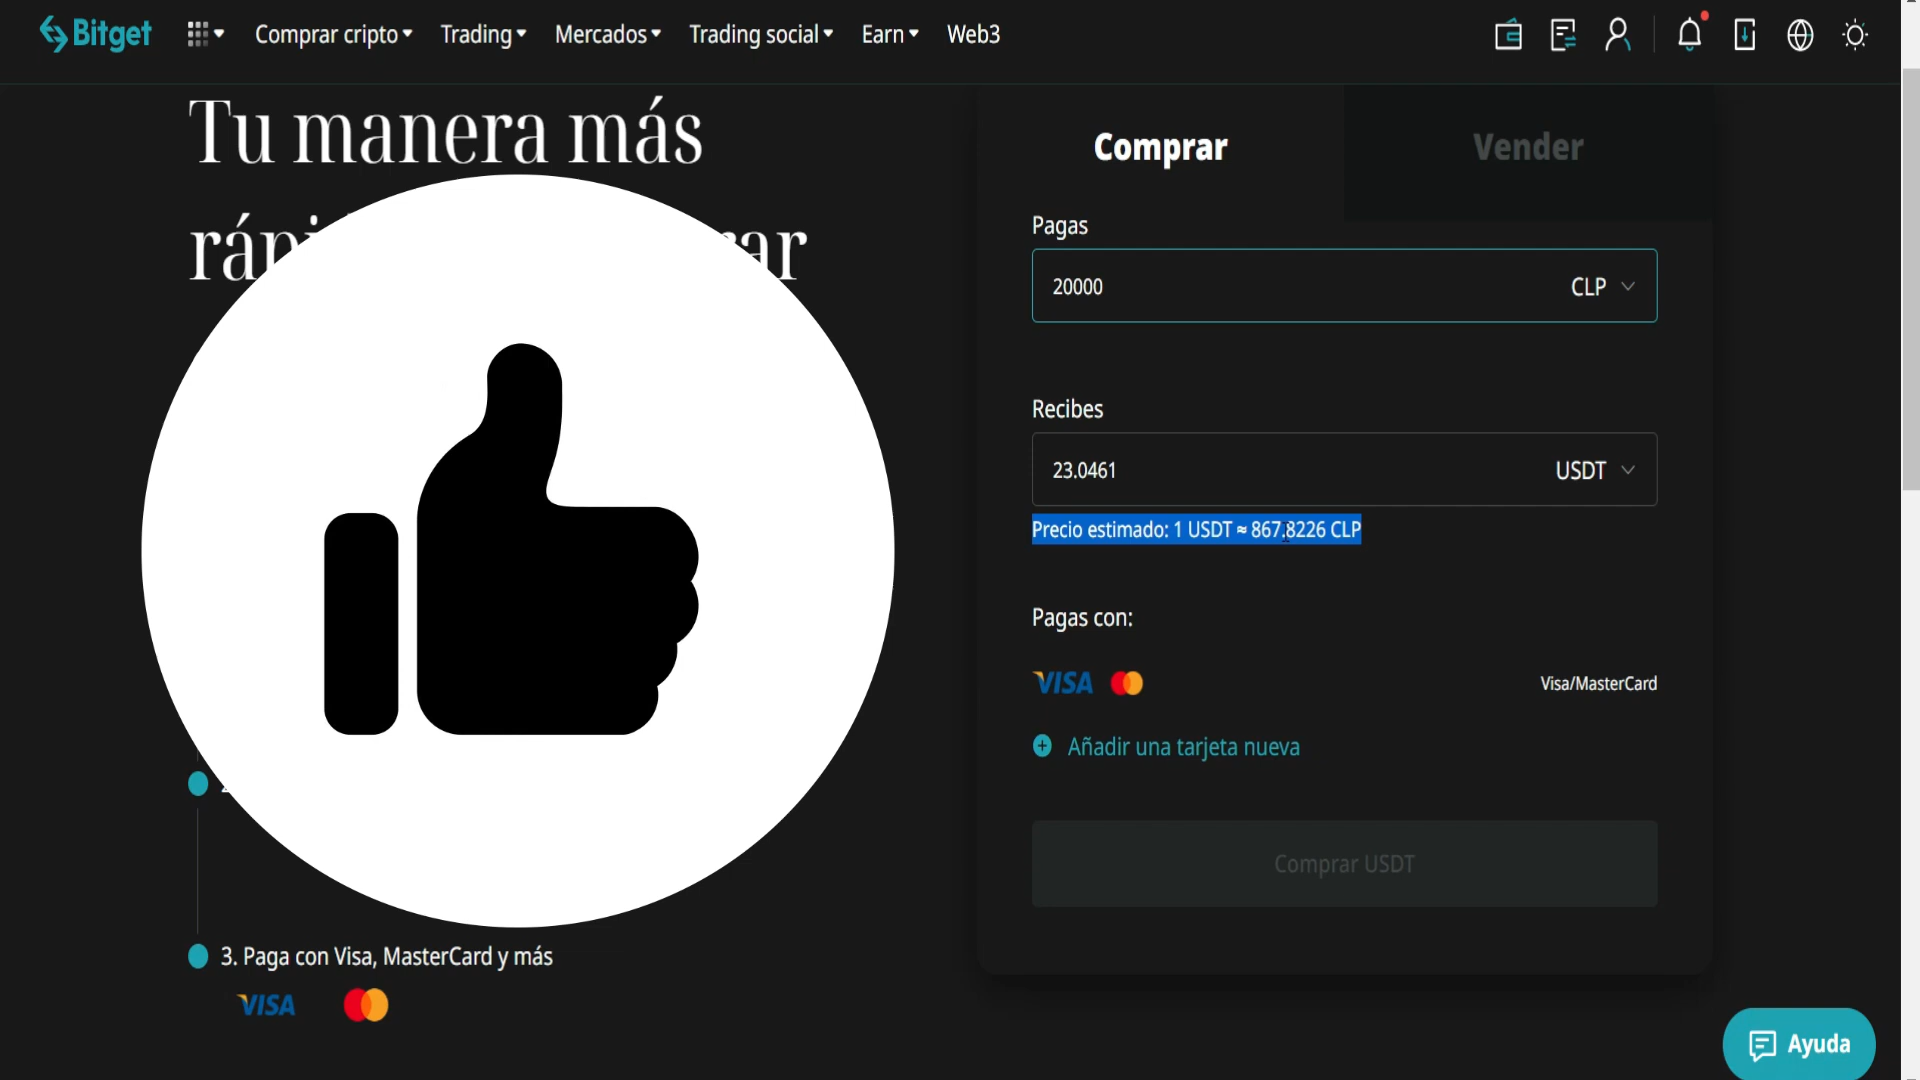 Bitget
Comprar cripto
Trading
Mercados
Trading social
Earn
Web3
Tu manera más
Comprar
Vender
Pagas
20000
CLP
Recibes
23.0461
USDT
Precio estimado: 1 USDT ≈ 867,8226 CLP
Pagas con:
VISA
Visa/MasterCard
Añadir una tarjeta nueva
Comprar USDT
3. Paga con Visa, MasterCard y más
VISA
Ayuda